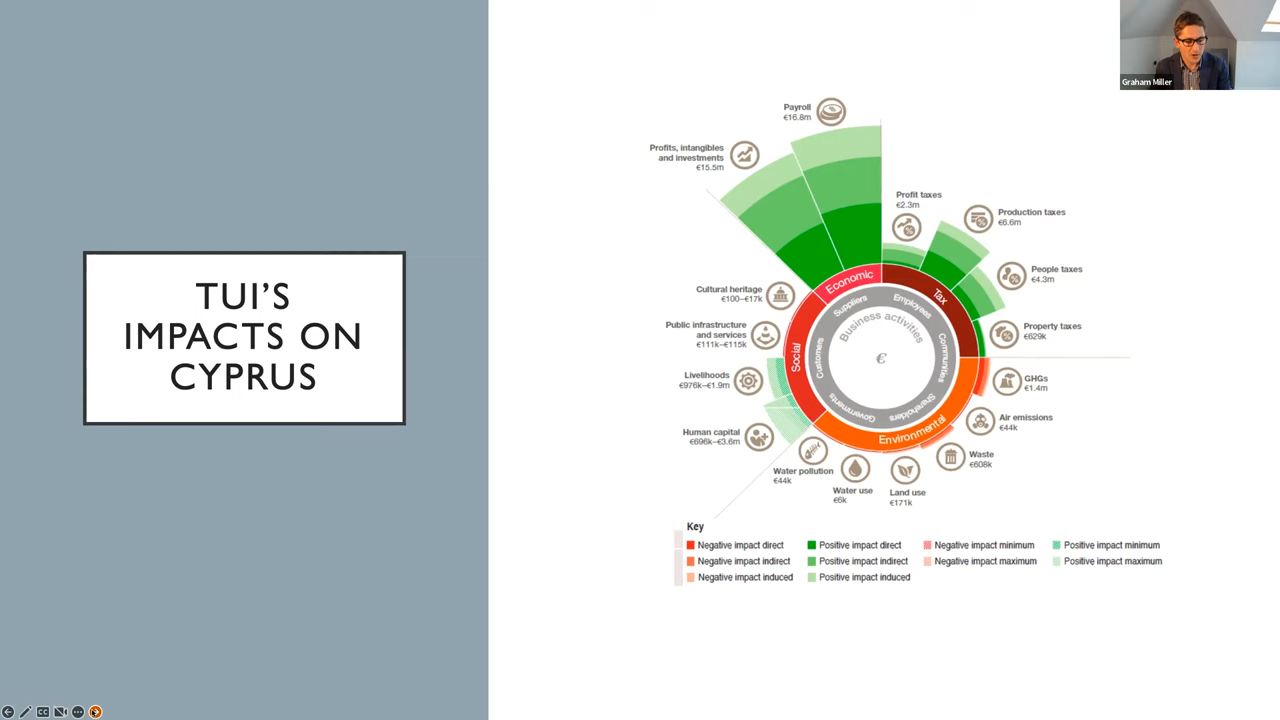 TUI'S
IMPACTS ON
CYPRUS
Graham Miller
Payroll
€16.8m
Profits, intangibles
and investments
€15.5m
Profit taxes
€2.3m
Production taxes
€6.6m
People taxes
€4.3m
Property taxes
€629k
Cultural heritage
€100–€17k
Public infrastructure
and services
€111k–€115k
Livelihoods
€976k–€1.9m
Human capital
€696k–€3.6m
GHGs
€1.4m
Air emissions
€44k
Waste
€608k
Land use
€171k
Water use
€6k
Water pollution
€44k
Economic
Tax
Environmental
Social
Suppliers
Employees
Communities
Shareholders
Governments
Customers
Business activities
€
Key
Negative impact direct
Negative impact indirect
Negative impact induced
Positive impact direct
Positive impact indirect
Positive impact induced
Negative impact minimum
Negative impact maximum
Positive impact minimum
Positive impact maximum
CC